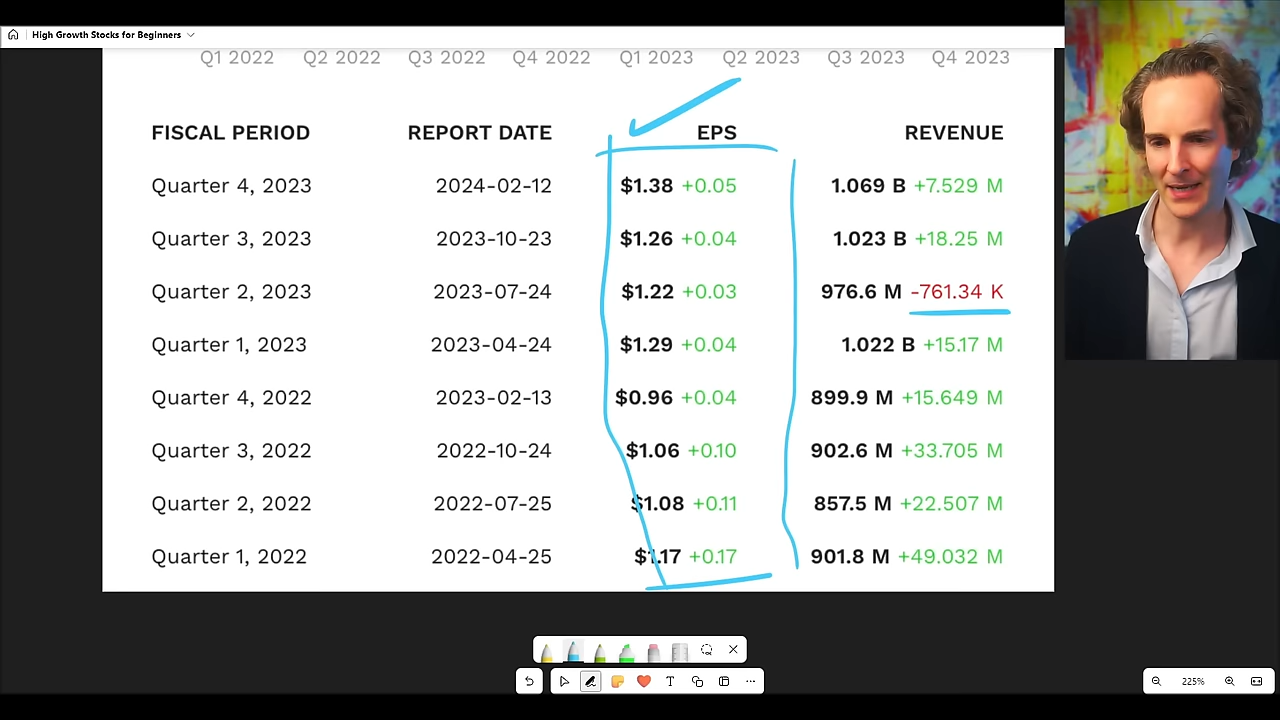 High Growth Stocks for Beginners
Q1 2022 Q2 2022 Q3 2022 Q4 2022 Q1 2023 Q2 2023 Q3 2023 Q4 2023
FISCAL PERIOD REPORT DATE EPS REVENUE
Quarter 4, 2023 2024-02-12 $1.38 +0.05 1.069 B +7.529 M
Quarter 3, 2023 2023-10-23 $1.26 +0.04 1.023 B +18.25 M
Quarter 2, 2023 2023-07-24 $1.22 +0.03 976.6 M -761.34 K
Quarter 1, 2023 2023-04-24 $1.29 +0.04 1.022 B +15.17 M
Quarter 4, 2022 2023-02-13 $0.96 +0.04 899.9 M +15.649 M
Quarter 3, 2022 2022-10-24 $1.06 +0.10 902.6 M +33.705 M
Quarter 2, 2022 2022-07-25 $1.08 +0.11 857.5 M +22.507 M
Quarter 1, 2022 2022-04-25 $1.17 +0.17 901.8 M +49.032 M
T
225%